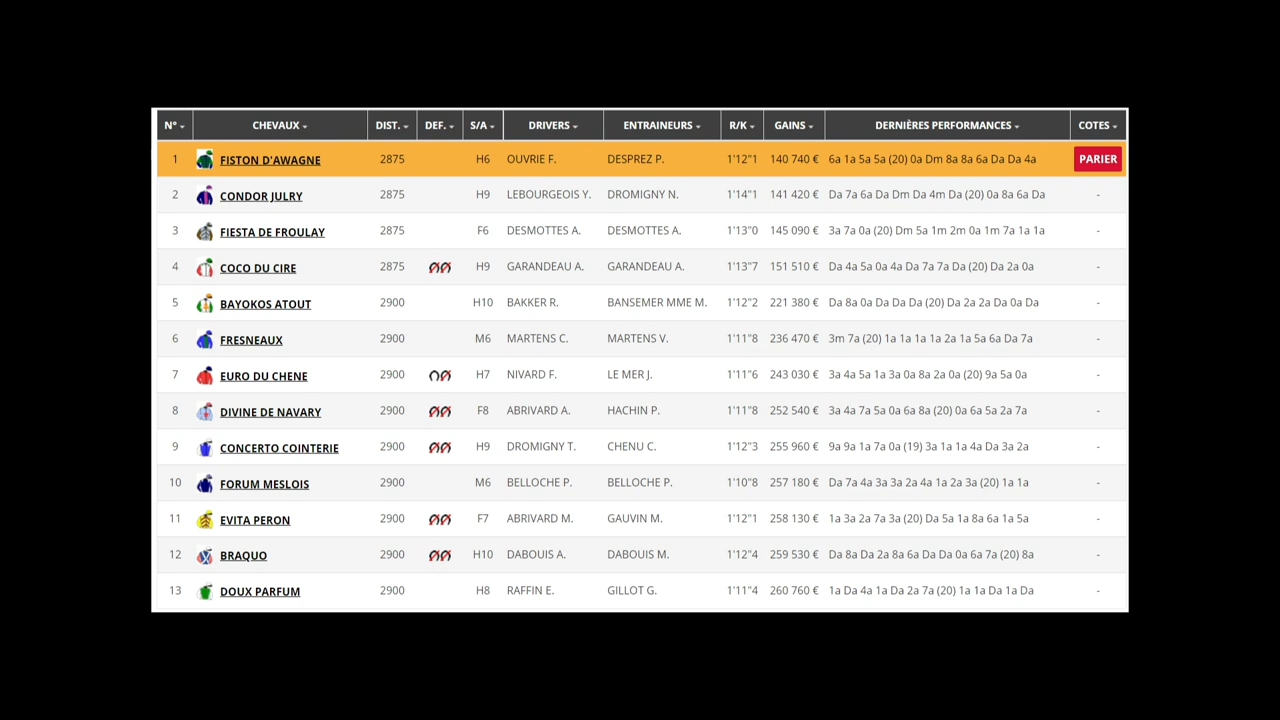 N° CHEVAUX DIST. DEF. S/A DRIVERS ENTRAINEURS R/K GAINS DERNIÈRES PERFORMANCES COTES
1 FISTON D'AWAGNE 2875 H6 OUVRIE F. DESPREZ P. 1'12"1 140 740 € 6a 1a 5a 5a (20) 0a Dm 8a 8a 6a Da Da 4a PARIER
2 CONDOR JULRY 2875 H9 LEBOURGEOIS Y. DROMIGNY N. 1'14"1 141 420 € Da 7a 6a Da Dm Da 4m Da (20) 0a 8a 6a Da -
3 FIESTA DE FROULAY 2875 F6 DESMOTTES A. DESMOTTES A. 1'13"0 145 090 € 3a 7a 0a (20) Dm 5a 1m 2m 0a 1m 7a 1a 1a -
4 COCO DU CIRE 2875 H9 GARANDEAU A. GARANDEAU A. 1'13"7 151 510 € Da 4a 5a 0a 4a Da 7a 7a Da (20) Da 2a 0a -
5 BAYOKOS ATOUT 2900 H10 BAKKER R. BANSEMER MME M. 1'12"2 221 380 € Da 8a 0a Da Da Da (20) Da 2a 2a Da 0a Da -
6 FRESNEAUX 2900 M6 MARTENS C. MARTENS V. 1'11"8 236 470 € 3m 7a (20) 1a 1a 1a 1a 2a 1a 5a 6a Da 7a -
7 EURO DU CHENE 2900 H7 NIVARD F. LE MER J. 1'11"6 243 030 € 3a 4a 5a 1a 3a 0a 8a 2a 0a (20) 9a 5a 0a -
8 DIVINE DE NAVARY 2900 F8 ABRIVARD A. HACHIN P. 1'11"8 252 540 € 3a 4a 7a 5a 0a 6a 8a (20) 0a 6a 5a 2a 7a -
9 CONCERTO COINTERIE 2900 H9 DROMIGNY T. CHENU C. 1'12"3 255 960 € 9a 9a 1a 7a 0a (19) 3a 1a 1a 4a Da 3a 2a -
10 FORUM MESLOIS 2900 M6 BELLOCHE P. BELLOCHE P. 1'10"8 257 180 € Da 7a 4a 3a 3a 2a 4a 1a 2a 3a (20) 1a 1a -
11 EVITA PERON 2900 F7 ABRIVARD M. GAUVIN M. 1'12"1 258 130 € 1a 3a 2a 7a 3a (20) Da 5a 1a 8a 6a 1a 5a -
12 BRAQUO 2900 H10 DABOUIS A. DABOUIS M. 1'12"4 259 530 € Da 8a Da 2a 8a 6a Da Da 0a 6a 7a (20) 8a -
13 DOUX PARFUM 2900 H8 RAFFIN E. GILLOT G. 1'11"4 260 760 € 1a Da 4a 1a Da 2a 7a (20) 1a 1a Da 1a Da -